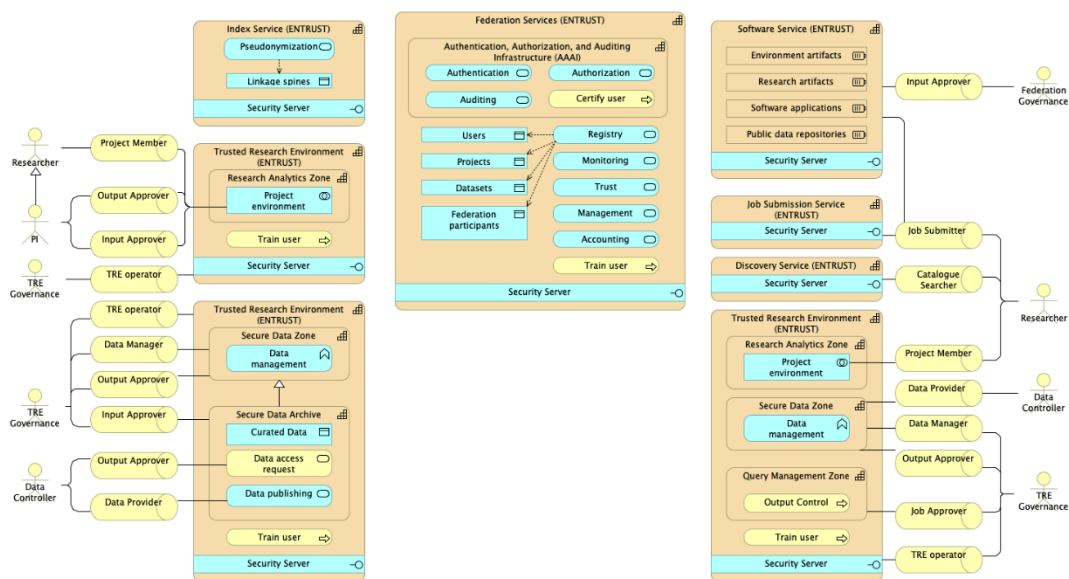 Index Service (ENTRUST)
Pseudonymization
Linkage spines
Security Server
Federation Services (ENTRUST)
Authentication, Authorization, and Auditing
Infrastructure (AAAI)
Authentication
Authorization
Auditing
Certify user
Users
Projects
Datasets
Federation
participants
Registry
Monitoring
Trust
Management
Accounting
Train user
Security Server
Software Service (ENTRUST)
Environment artifacts
Research artifacts
Software applications
Public data repositories
Security Server
Input Approver
Federation
Governance
Researcher
PI
TRE
Governance
Project Member
Output Approver
Input Approver
TRE operator
Trusted Research Environment
(ENTRUST)
Research Analytics Zone
Project
environment
Train user
Security Server
Job Submission Service
(ENTRUST)
Security Server
Discovery Service (ENTRUST)
Security Server
Job Submitter
Catalogue
Searcher
Researcher
TRE operator
Data Manager
Output Approver
Input Approver
TRE
Governance
Output Approver
Data Provider
Data
Controller
Trusted Research Environment
(ENTRUST)
Secure Data Zone
Data
management
Secure Data Archive
Curated Data
Data access
request
Data publishing
Train user
Security Server
Trusted Research Environment
(ENTRUST)
Research Analytics Zone
Project
environment
Secure Data Zone
Data
management
Query Management Zone
Output Control
Train user
Security Server
Project Member
Data Provider
Data Manager
Output Approver
Job Approver
TRE operator
Data
Controller
TRE
Governance